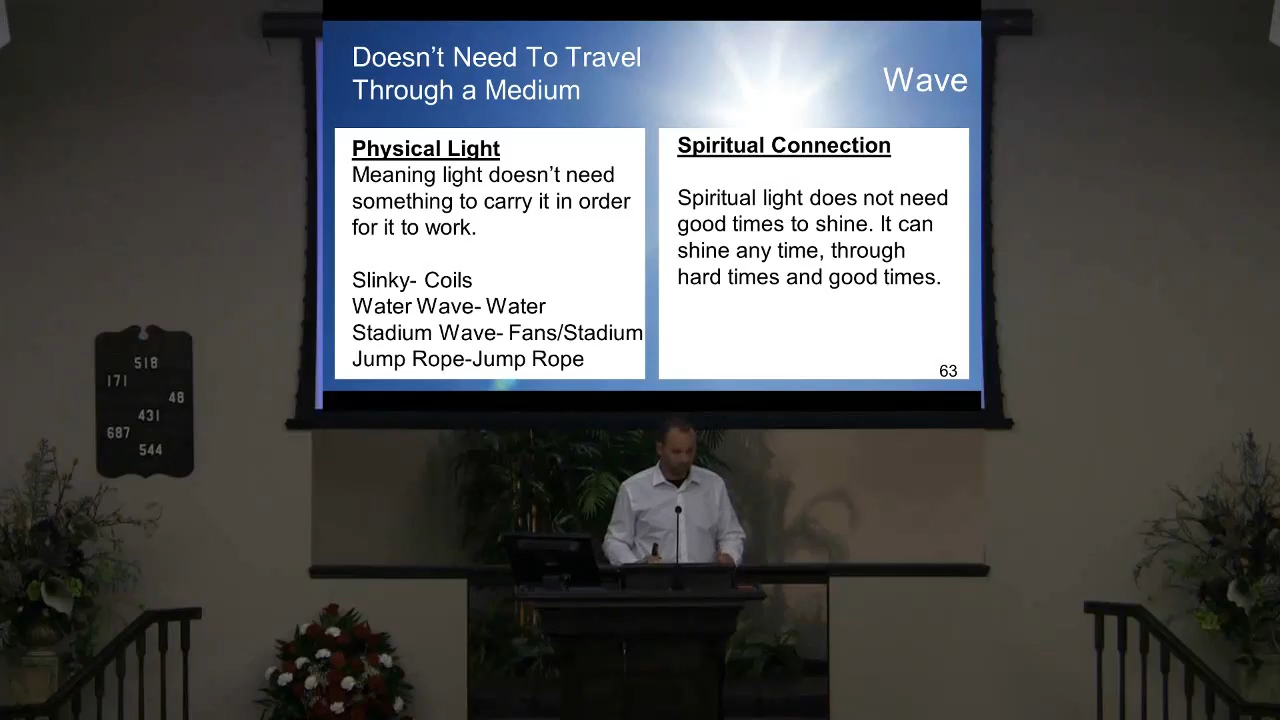 Doesn't Need To Travel
Through a Medium
Wave
Physical Light
Meaning light doesn't need
something to carry it in order
for it to work.
Slinky- Coils
Water Wave- Water
Stadium Wave- Fans/Stadium
Jump Rope-Jump Rope
Spiritual Connection
Spiritual light does not need
good times to shine. It can
shine any time, through
hard times and good times.
63
518
171
48
431
687
544